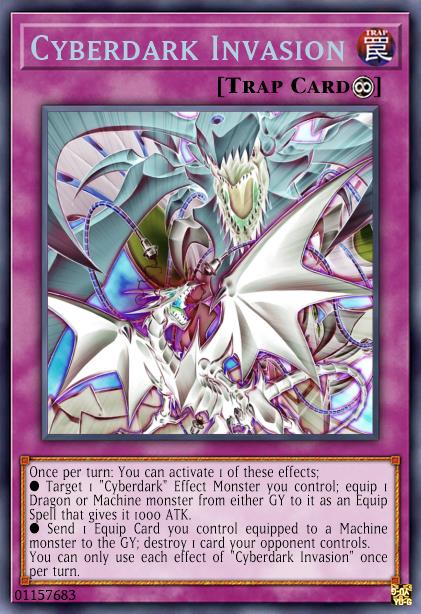 Cyberdark Invasion
TRAP
罠
[Trap Card]
Once per turn: You can activate 1 of these effects;
● Target 1 "Cyberdark" Effect Monster you control; equip 1
Dragon or Machine monster from either GY to it as an Equip
Spell that gives it 1000 ATK.
● Send 1 Equip Card you control equipped to a Machine
monster to the GY; destroy 1 card your opponent controls.
You can only use each effect of "Cyberdark Invasion" once
per turn.
01157683